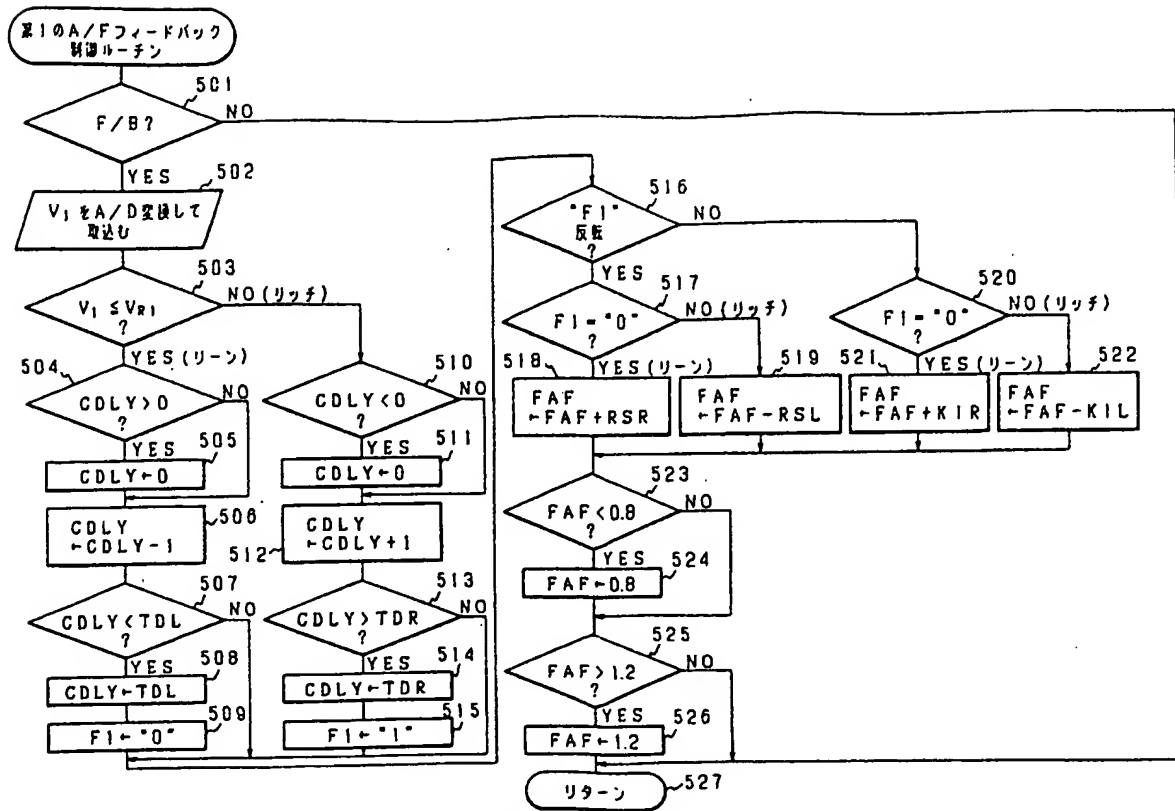 第1のA/Fフィードバック
制御ルーチン
501
F/B?
NO
YES
502
V1をA/D変換して
取込む
503
V1≦VR1
?
NO(リッチ)
YES(リーン)
504
CDLY>0
?
NO
YES
505
CDLY←0
506
CDLY
←CDLY-1
507
CDLY<TDL
?
NO
YES
508
CDLY←TDL
509
F1←"0"
510
CDLY<0
?
NO
YES
511
CDLY←0
CDLY
←CDLY+1
512
513
CDLY>TDR
?
NO
YES
514
CDLY←TDR
515
F1←"1"
516
"F1"
反転
?
NO
YES
517
F1="0"
?
NO(リッチ)
YES(リーン)
518
FAF
←FAF+RSR
519
FAF
←FAF-RSL
520
F1="0"
?
NO(リッチ)
YES(リーン)
521
FAF
←FAF+KIR
522
FAF
←FAF-KIL
523
FAF<0.8
?
NO
YES
524
FAF←0.8
525
FAF>1.2
?
NO
YES
526
FAF←1.2
リターン
527